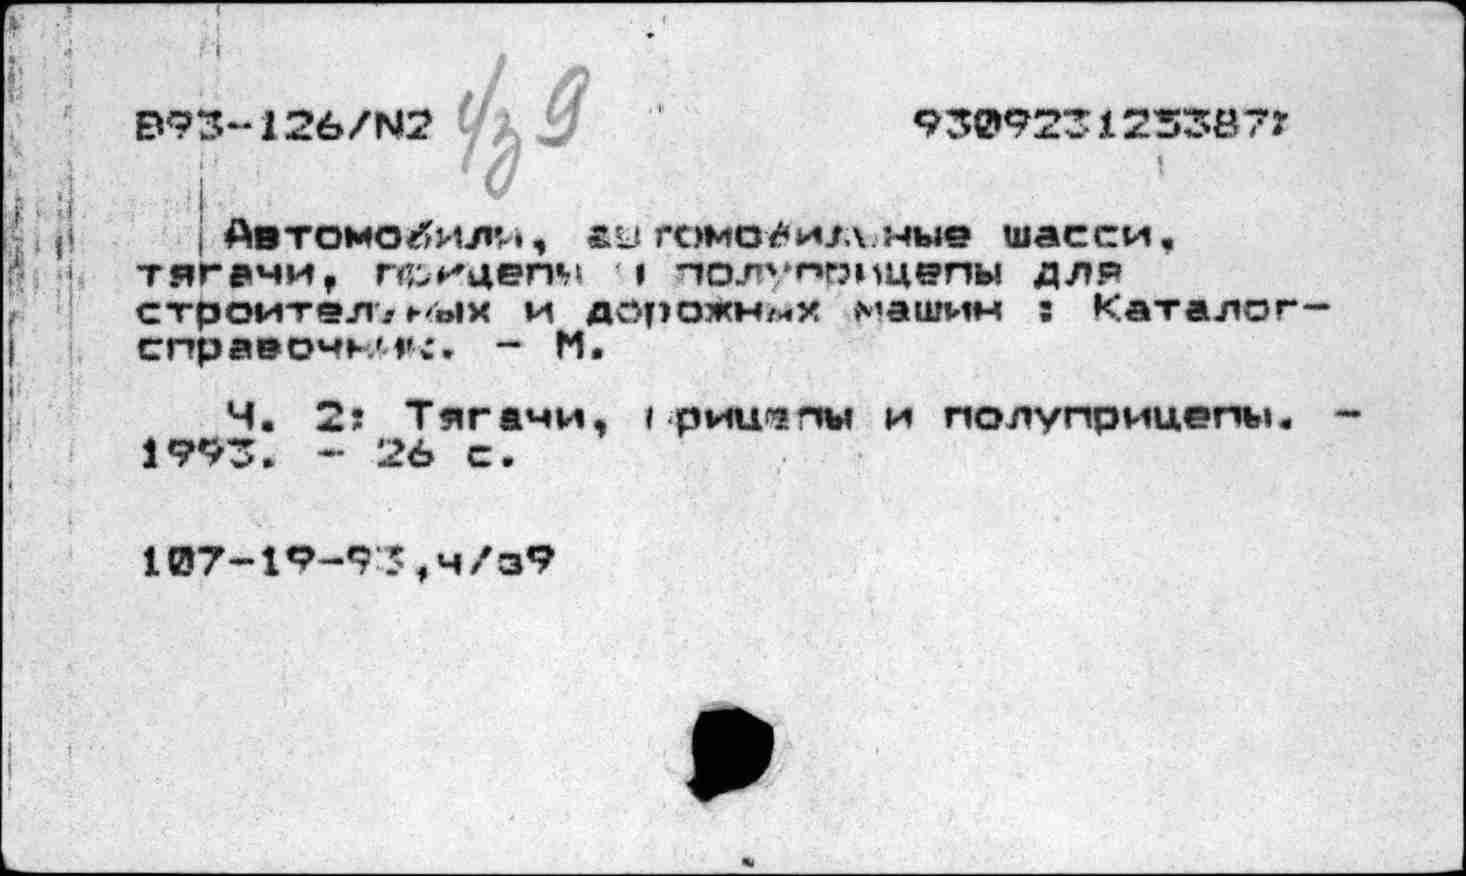 В93-126/N2 ч/з 9 930923125387:
Автомобили, автомобильные шасси,
тягачи, прицепы и полуприцепы для
строительных и дорожных машин : Каталог-
справочник. - М.
Ч. 2: Тягачи, прицепы и полуприцепы. -
1993. - 26 с.
107-19-93,ч/з9